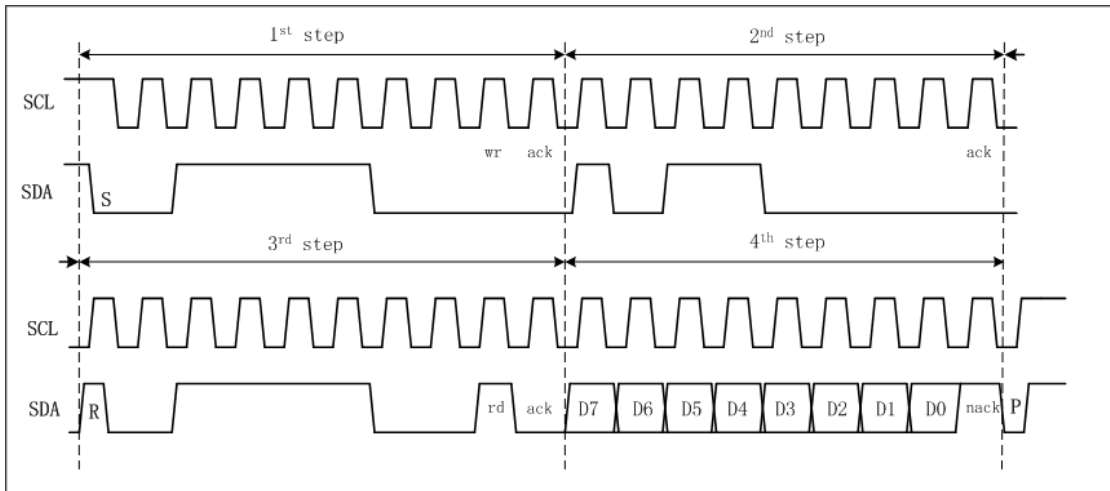 1st step 2nd step
SCL
wr ack ack
SDA S
3rd step 4th step
SCL
SDA R rd ack D7 D6 D5 D4 D3 D2 D1 D0 nack P